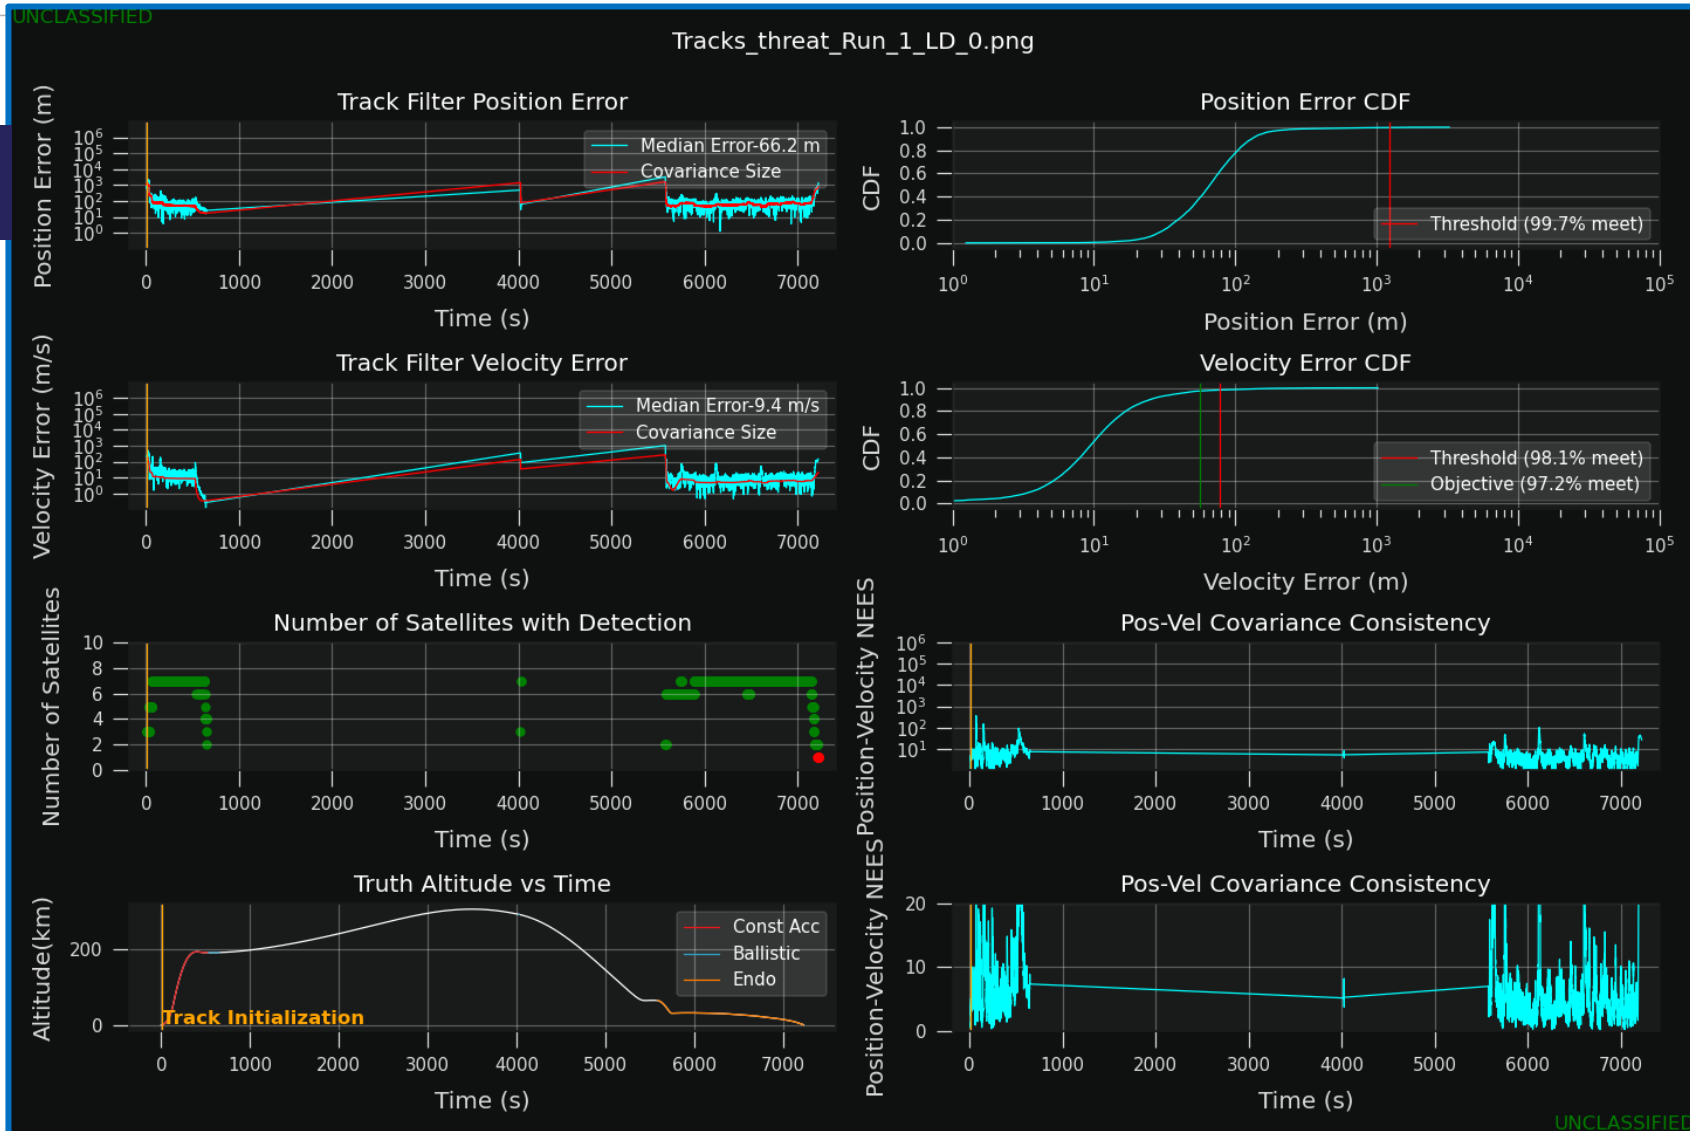 UNCLASSIFIED
Tracks_threat_Run_1_LD_0.png
Track Filter Position Error
Position Error (m)
10⁶
10⁵
10⁴
10³
10²
10¹
10⁰
Median Error-66.2 m
Covariance Size
0 1000 2000 3000 4000 5000 6000 7000
Time (s)
Position Error CDF
CDF
1.0
0.8
0.6
0.4
0.2
0.0
Threshold (99.7% meet)
10⁰ 10¹ 10² 10³ 10⁴ 10⁵
Position Error (m)
Track Filter Velocity Error
Velocity Error (m/s)
10⁶
10⁵
10⁴
10³
10²
10¹
10⁰
Median Error-9.4 m/s
Covariance Size
0 1000 2000 3000 4000 5000 6000 7000
Time (s)
Velocity Error CDF
CDF
1.0
0.8
0.6
0.4
0.2
0.0
Threshold (98.1% meet)
Objective (97.2% meet)
10⁰ 10¹ 10² 10³ 10⁴ 10⁵
Velocity Error (m)
Number of Satellites with Detection
Number of Satellites
10
8
6
4
2
0
0 1000 2000 3000 4000 5000 6000 7000
Time (s)
Pos-Vel Covariance Consistency
Position-Velocity NEES
10⁶
10⁵
10⁴
10³
10²
10¹
0 1000 2000 3000 4000 5000 6000 7000
Time (s)
Truth Altitude vs Time
Altitude(km)
200
0
Const Acc
Ballistic
Endo
Track Initialization
0 1000 2000 3000 4000 5000 6000 7000
Time (s)
Pos-Vel Covariance Consistency
Position-Velocity NEES
20
10
0
0 1000 2000 3000 4000 5000 6000 7000
Time (s)
UNCLASSIFIED